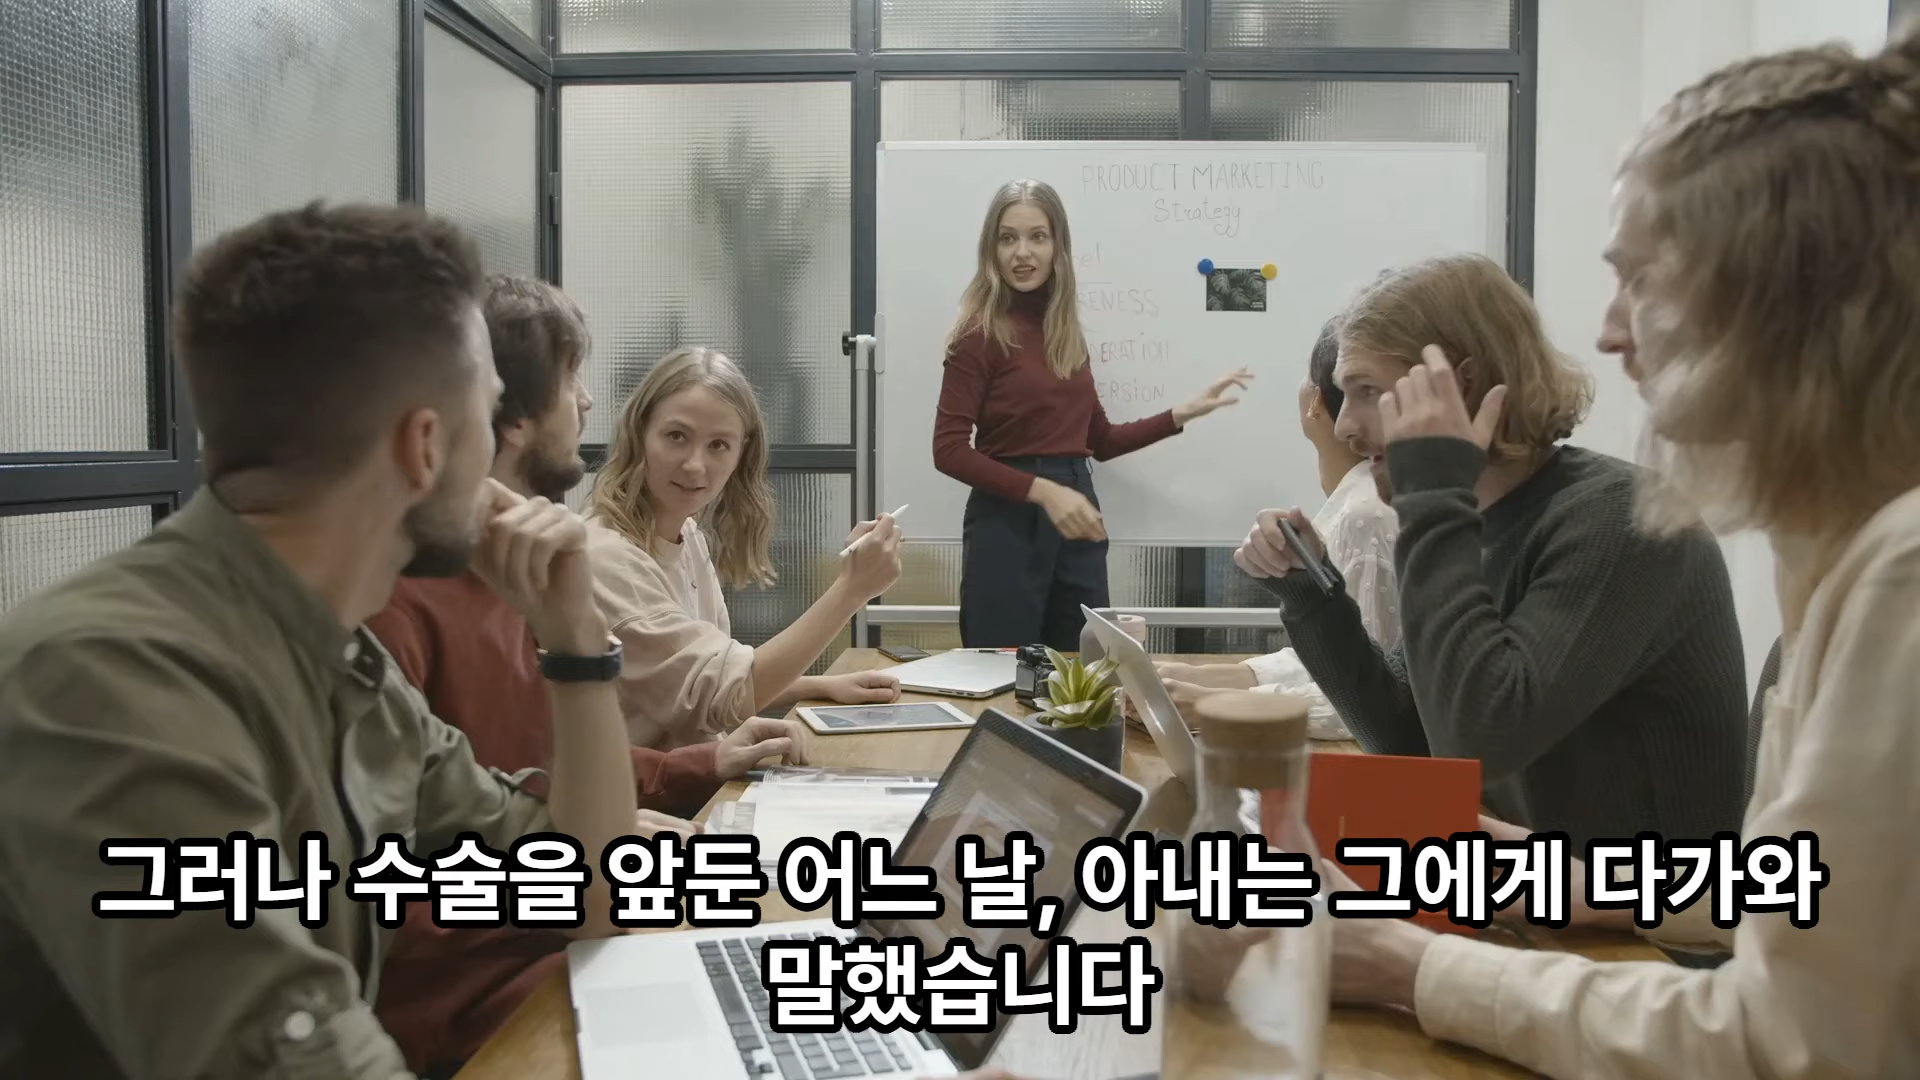 PRODUCT MARKETING
Strategy
그러나 수술을 앞둔 어느 날, 아내는 그에게 다가와
말했습니다